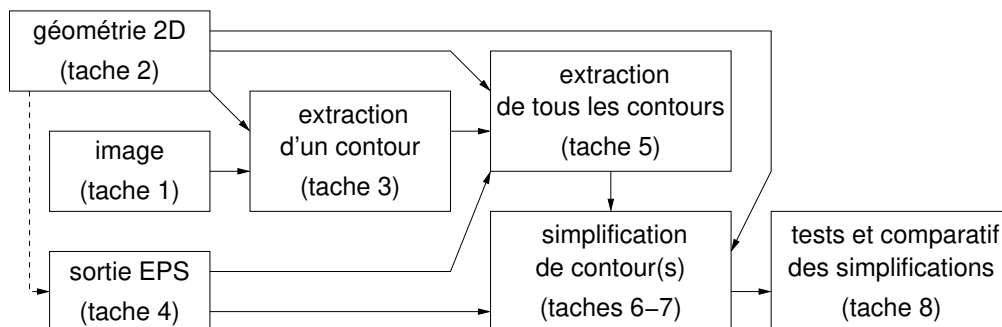 géométrie 2D
(tache 2)
extraction
de tous les contours
(tache 5)
extraction
d'un contour
(tache 3)
image
(tache 1)
sortie EPS
(tache 4)
simplification
de contour(s)
(taches 6−7)
tests et comparatif
des simplifications
(tache 8)